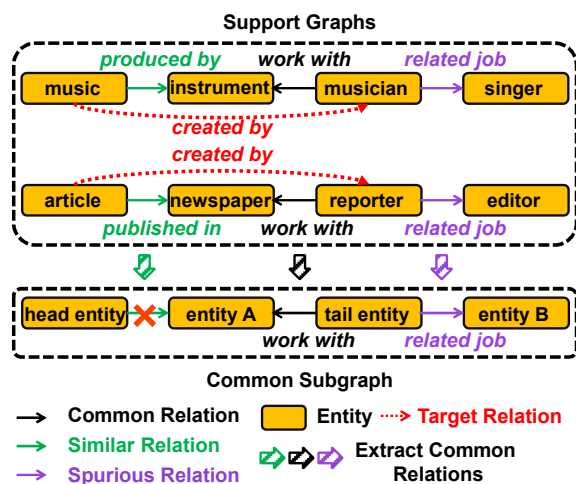 Support Graphs
produced by work with related job
music instrument musician singer
created by
created by
article newspaper reporter editor
published in work with related job
head entity entity A tail entity entity B
work with related job
Common Subgraph
Common Relation Entity Target Relation
Similar Relation Extract Common
Spurious Relation Relations